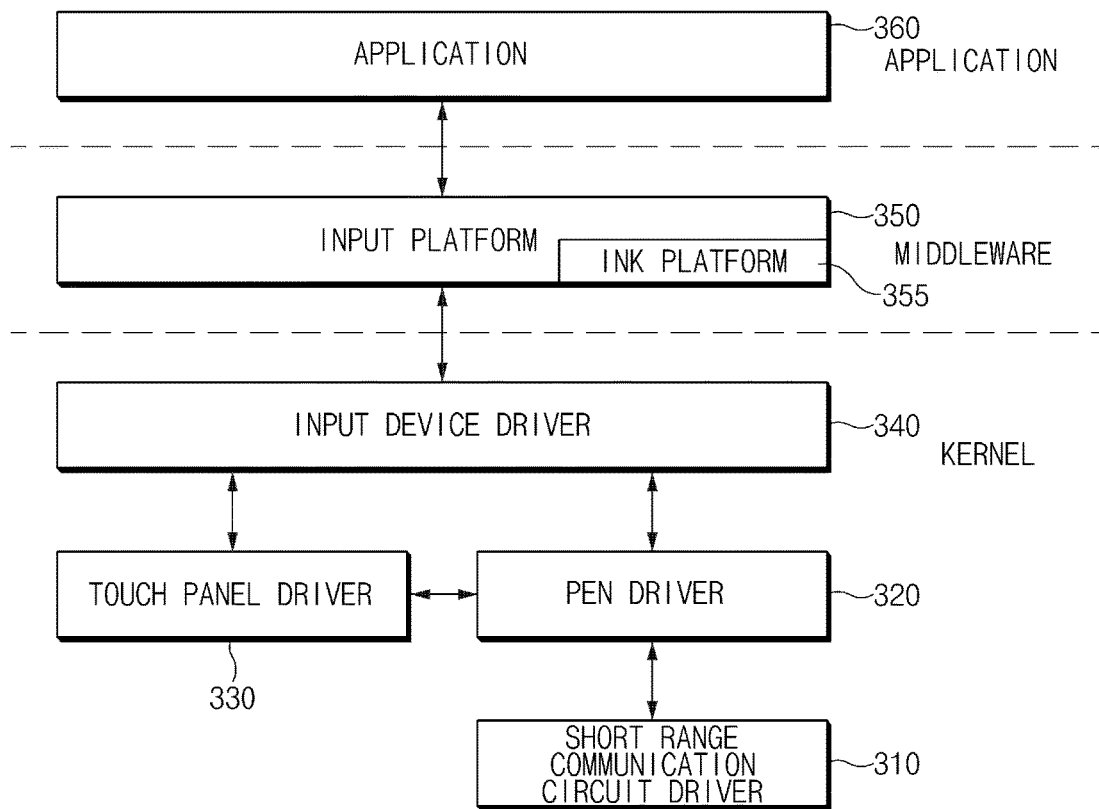 APPLICATION
360
APPLICATION
INPUT PLATFORM
350
INK PLATFORM
MIDDLEWARE
355
INPUT DEVICE DRIVER
340
KERNEL
TOUCH PANEL DRIVER
PEN DRIVER
320
330
SHORT RANGE
COMMUNICATION
CIRCUIT DRIVER
310